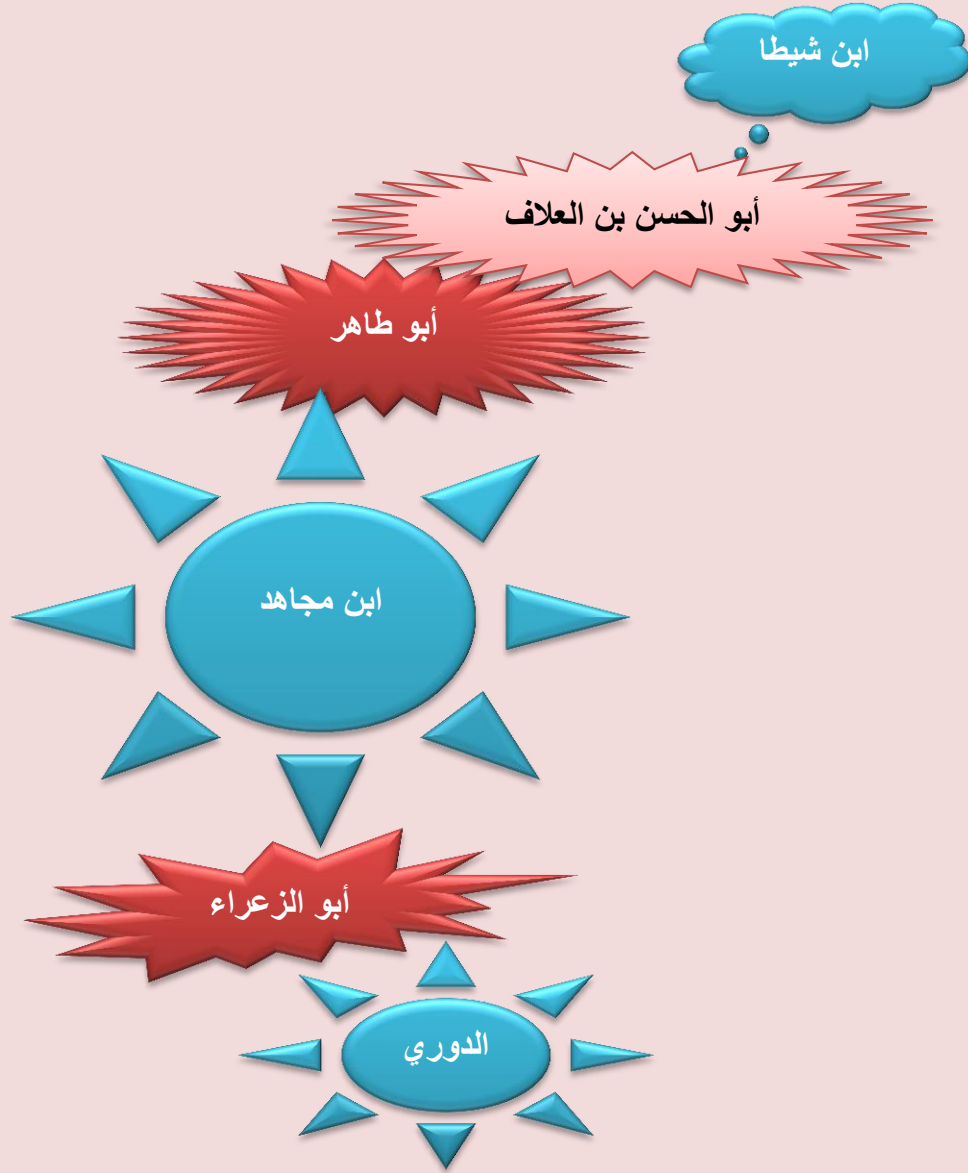 ابن شيطا
أبو الحسن بن العلاف
أبو طاهر
ابن مجاهد
أبو الزعراء
الدوري